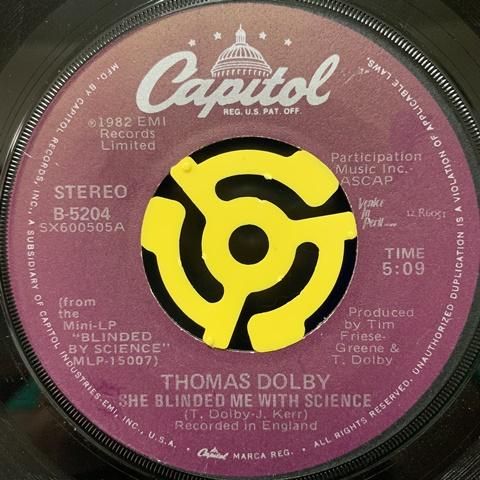 Capitol
REG. U.S. PAT. OFF.
℗1982 EMI
Records
Limited
STEREO
B-5204
SX600505A
Participation
Music Inc.-
ASCAP
Venice
In
Peril
TIME
5:09
(from
the
Mini-LP
"BLINDED
BY SCIENCE"
MLP-15007)
Produced
by Tim
Friese-
Greene &
T. Dolby
THOMAS DOLBY
SHE BLINDED ME WITH SCIENCE
(T. Dolby-J. Kerr)
Recorded in England
MFD. BY CAPITOL RECORDS, INC., A SUBSIDIARY OF CAPITOL INDUSTRIES-EMI, INC., U.S.A. • Capitol MARCA REG. • ALL RIGHTS RESERVED. UNAUTHORIZED DUPLICATION IS A VIOLATION OF APPLICABLE LAWS.